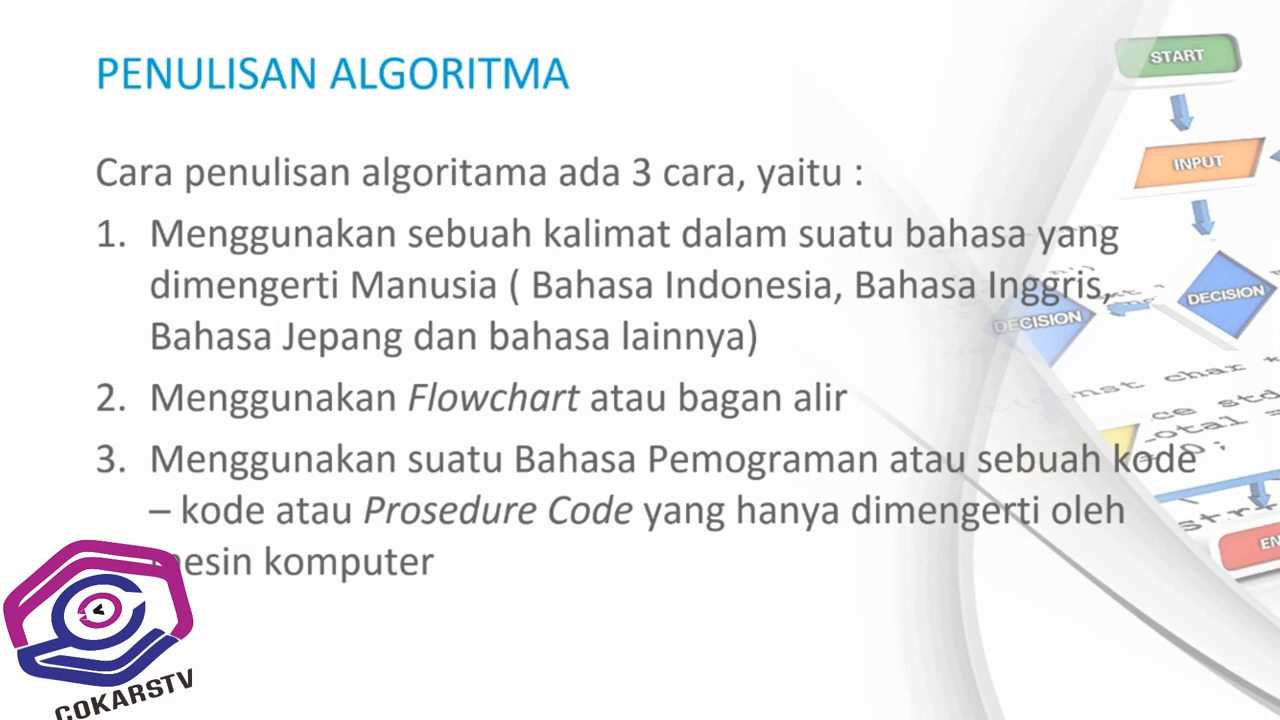 PENULISAN ALGORITMA
START
Cara penulisan algoritama ada 3 cara, yaitu :
INPUT
1. Menggunakan sebuah kalimat dalam suatu bahasa yang
dimengerti Manusia ( Bahasa Indonesia, Bahasa Inggris,
Bahasa Jepang dan bahasa lainnya)
DECISION
DECISION
2. Menggunakan Flowchart atau bagan alir
const char *
3. Menggunakan suatu Bahasa Pemograman atau sebuah kode
– kode atau Prosedure Code yang hanya dimengerti oleh
mesin komputer
COKARSTV